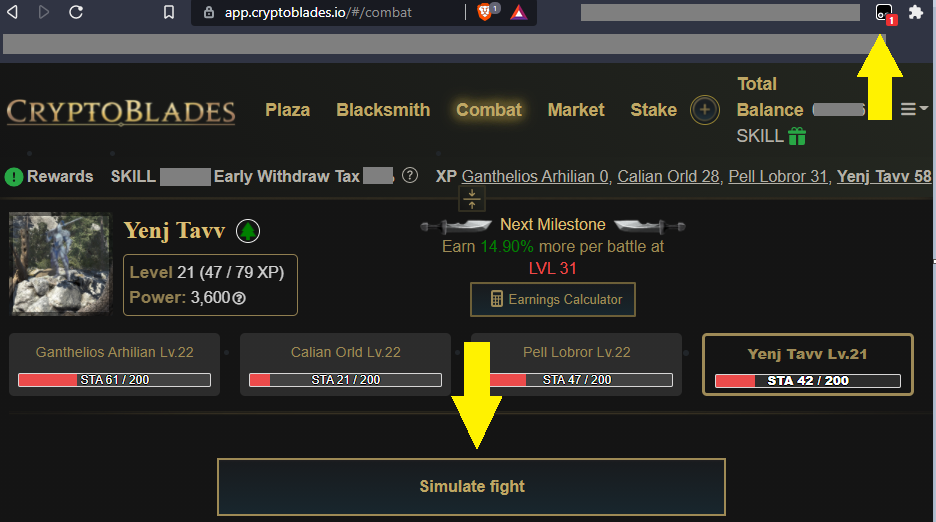 app.cryptoblades.io/#/combat
1
1
CRYPTOBLADES
Plaza Blacksmith Combat Market Stake
Total
Balance
SKILL
! Rewards SKILL Early Withdraw Tax ? XP Ganthelios Arhilian 0, Calian Orld 28, Pell Lobror 31, Yenj Tavv 58
Yenj Tavv
Level 21 (47 / 79 XP)
Power: 3,600 ?
Next Milestone
Earn 14.90% more per battle at
LVL 31
Earnings Calculator
Ganthelios Arhilian Lv.22
STA 61 / 200
Calian Orld Lv.22
STA 21 / 200
Pell Lobror Lv.22
STA 47 / 200
Yenj Tavv Lv.21
STA 42 / 200
Simulate fight